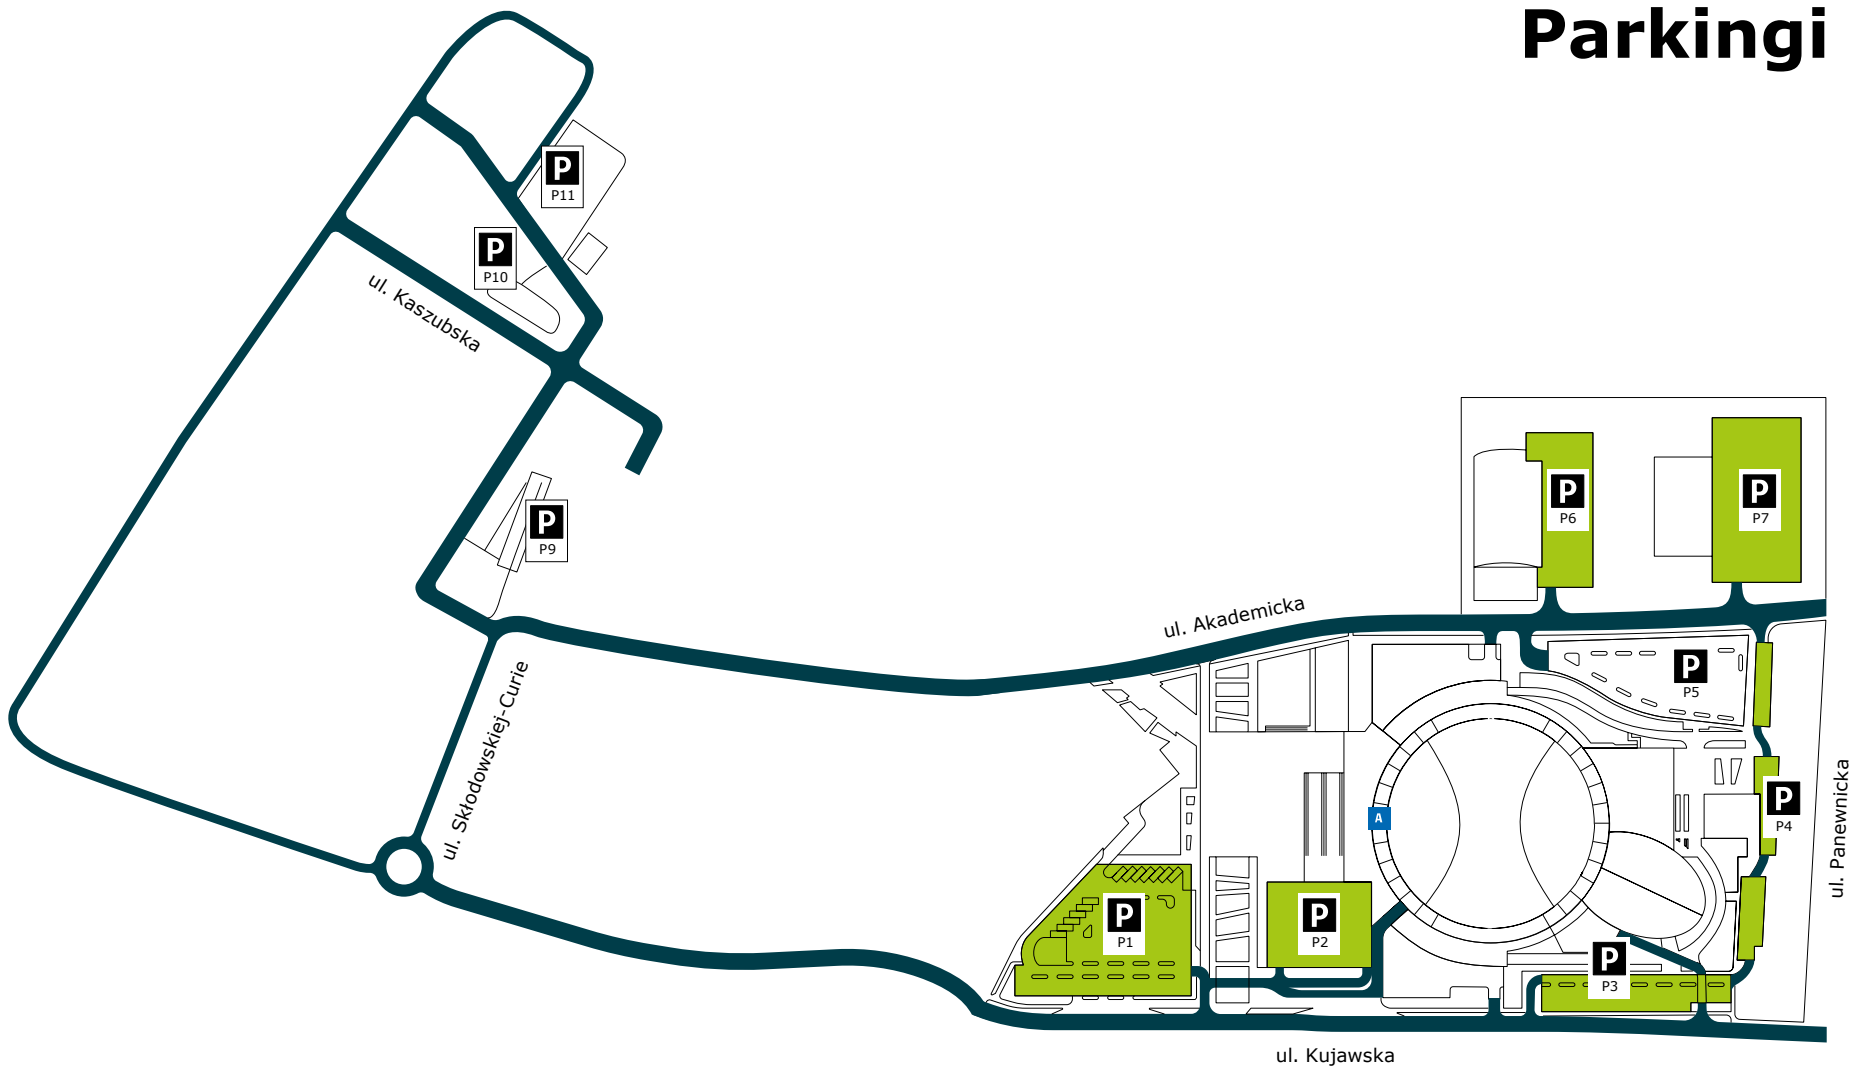 Parkingi
P
P11
P
P10
ul. Kaszubska
P
P9
P
P6
P
P7
ul. Akademicka
P
P5
ul. Skłodowskiej-Curie
A
P
P4
ul. Panewnicka
P
P1
P
P2
P
P3
ul. Kujawska